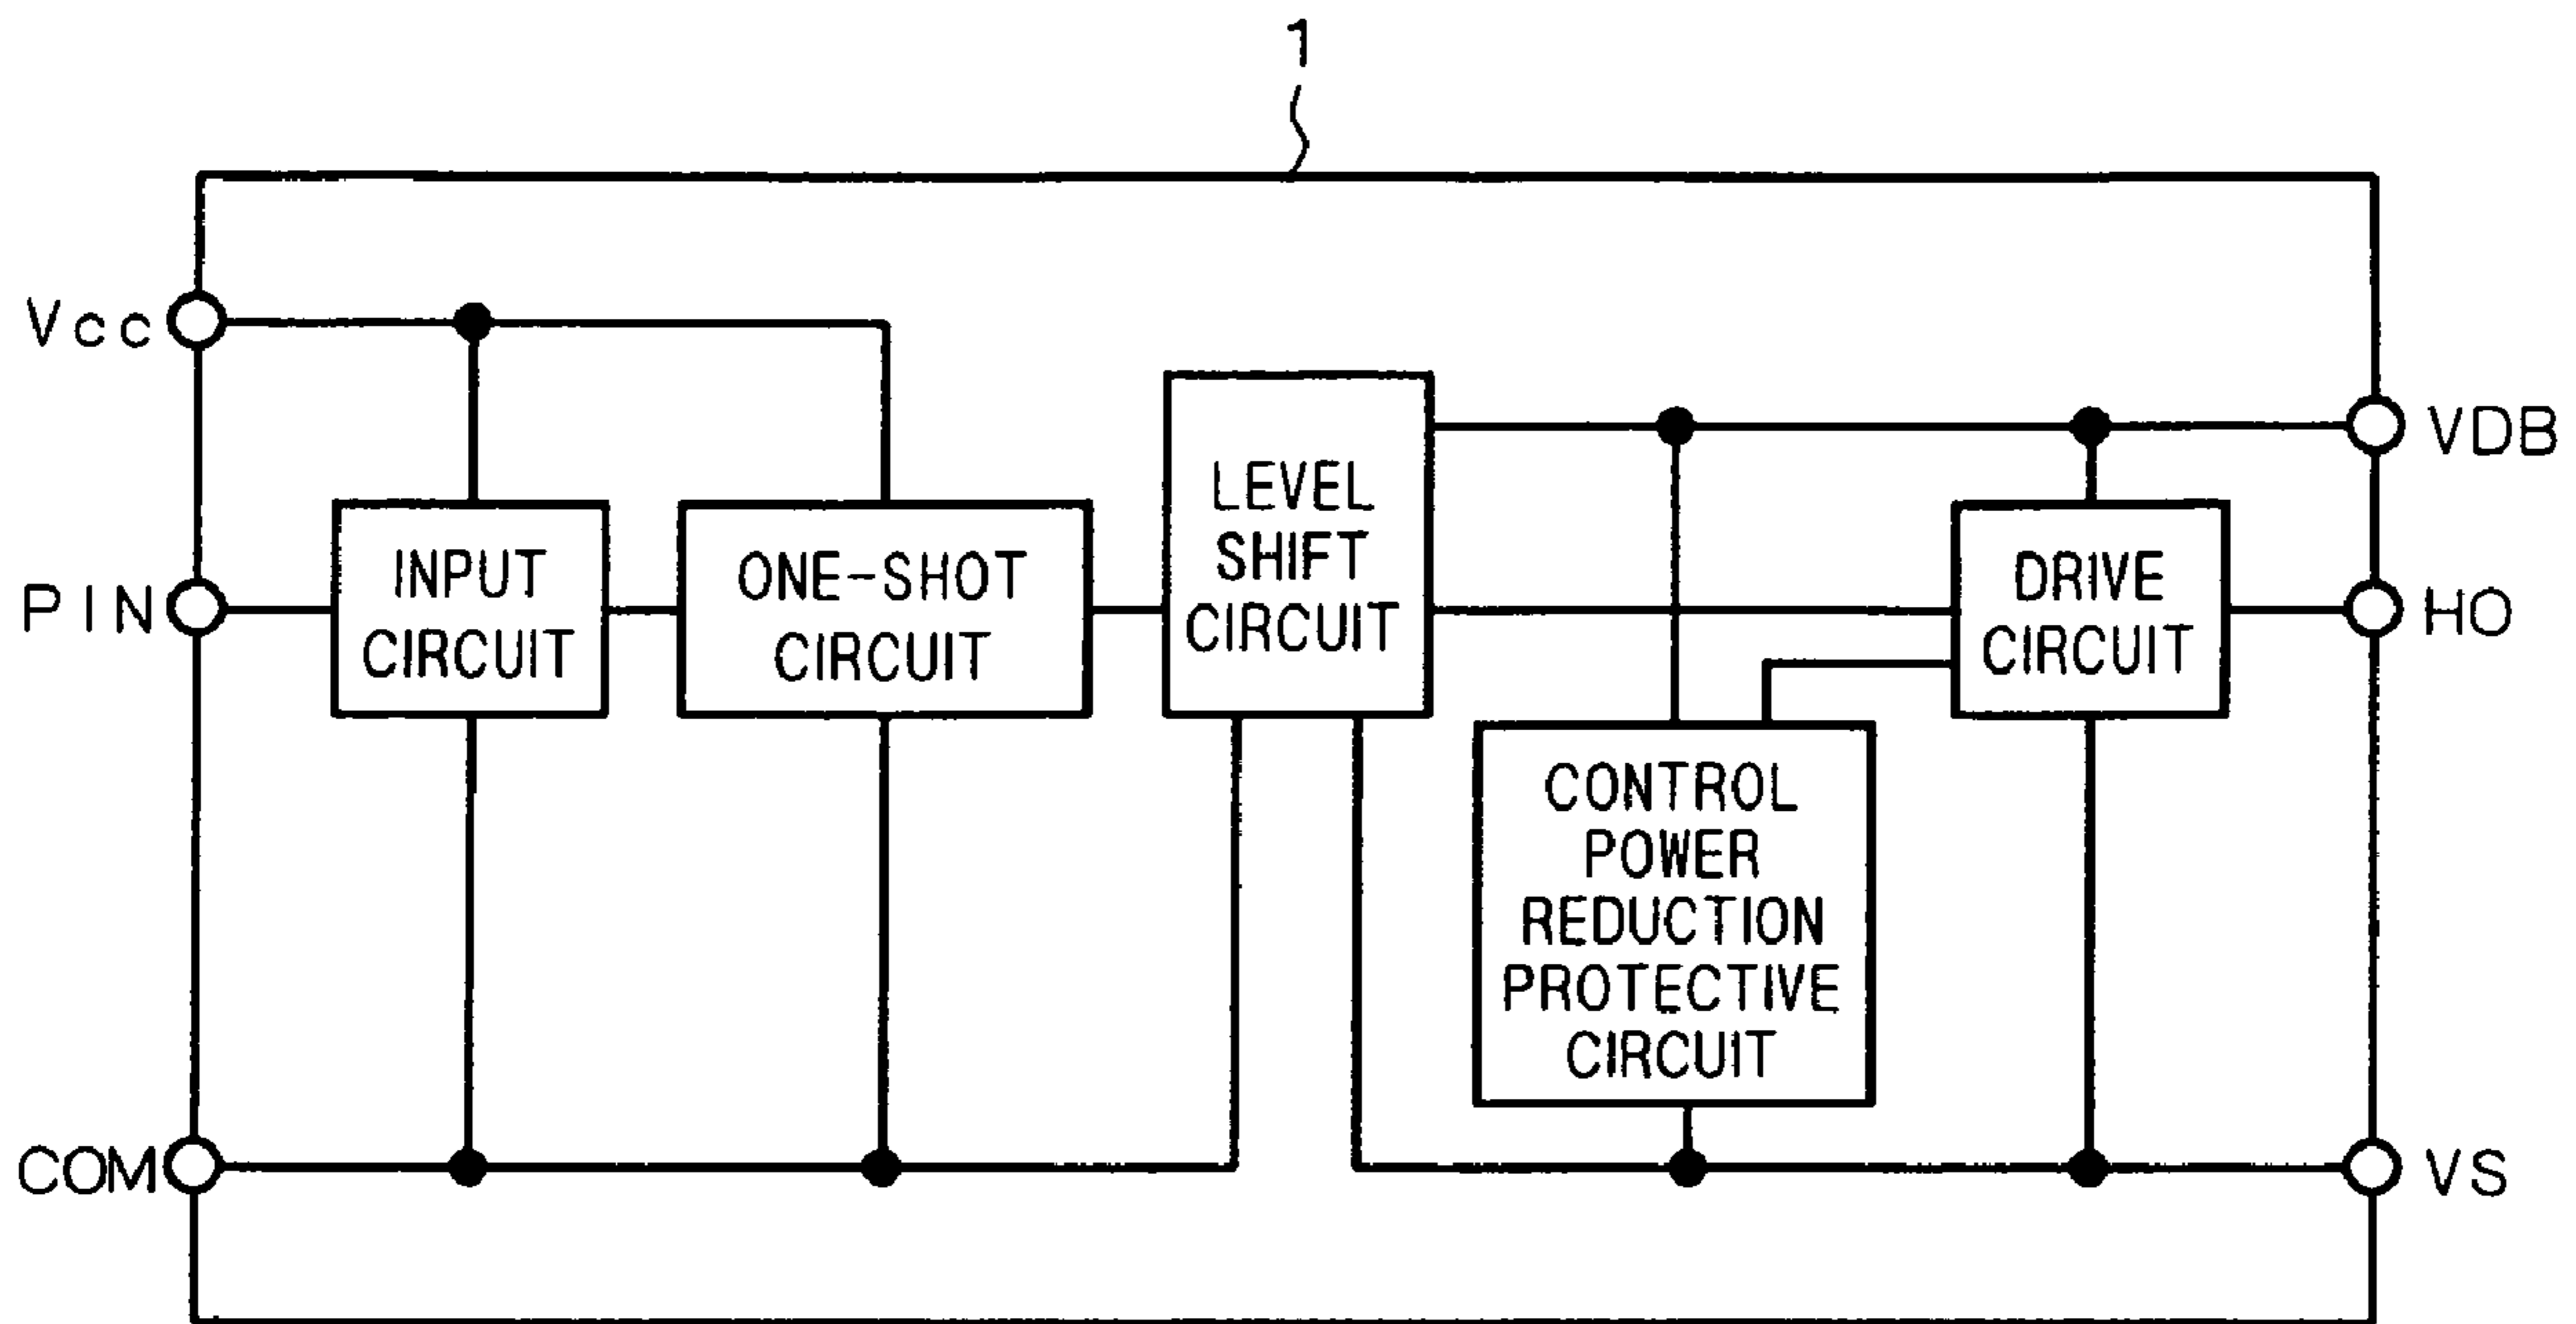 1
Vcc
VDB
LEVEL
SHIFT
CIRCUIT
PIN
INPUT
CIRCUIT
ONE-SHOT
CIRCUIT
DRIVE
CIRCUIT
HO
CONTROL
POWER
REDUCTION
PROTECTIVE
CIRCUIT
COM
VS